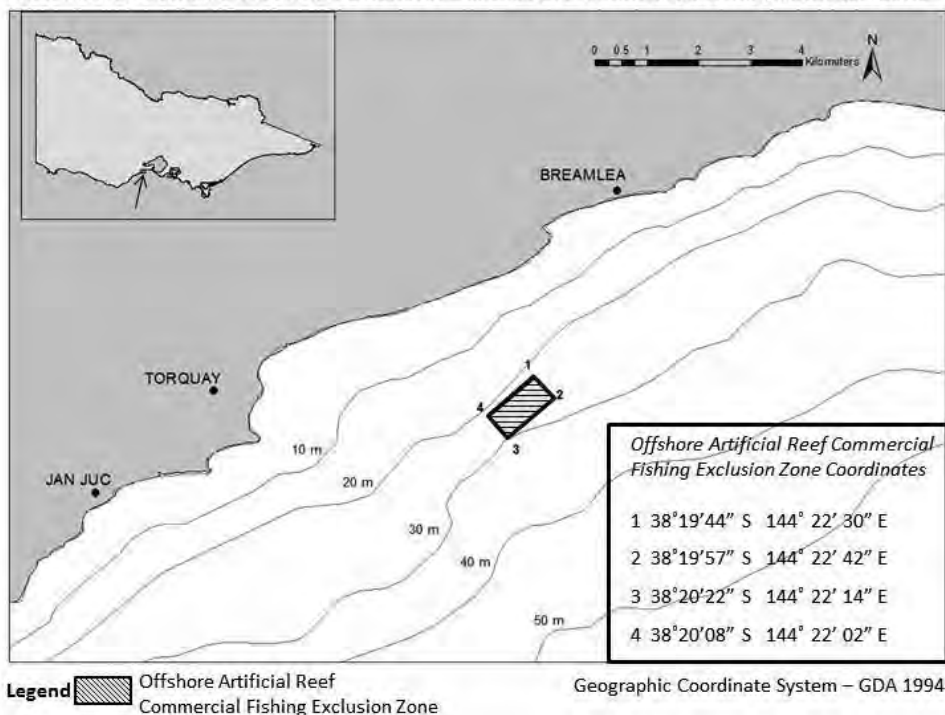 0 0.5 1 2 3 4
Kilometers
N
BREAMLEA
TORQUAY
JAN JUC
1
2
3
4
10 m
20 m
30 m
40 m
50 m
Offshore Artificial Reef Commercial
Fishing Exclusion Zone Coordinates
1 38°19'44" S 144° 22' 30" E
2 38°19'57" S 144° 22' 42" E
3 38°20'22" S 144° 22' 14" E
4 38°20'08" S 144° 22' 02" E
Legend Offshore Artificial Reef
Commercial Fishing Exclusion Zone
Geographic Coordinate System – GDA 1994